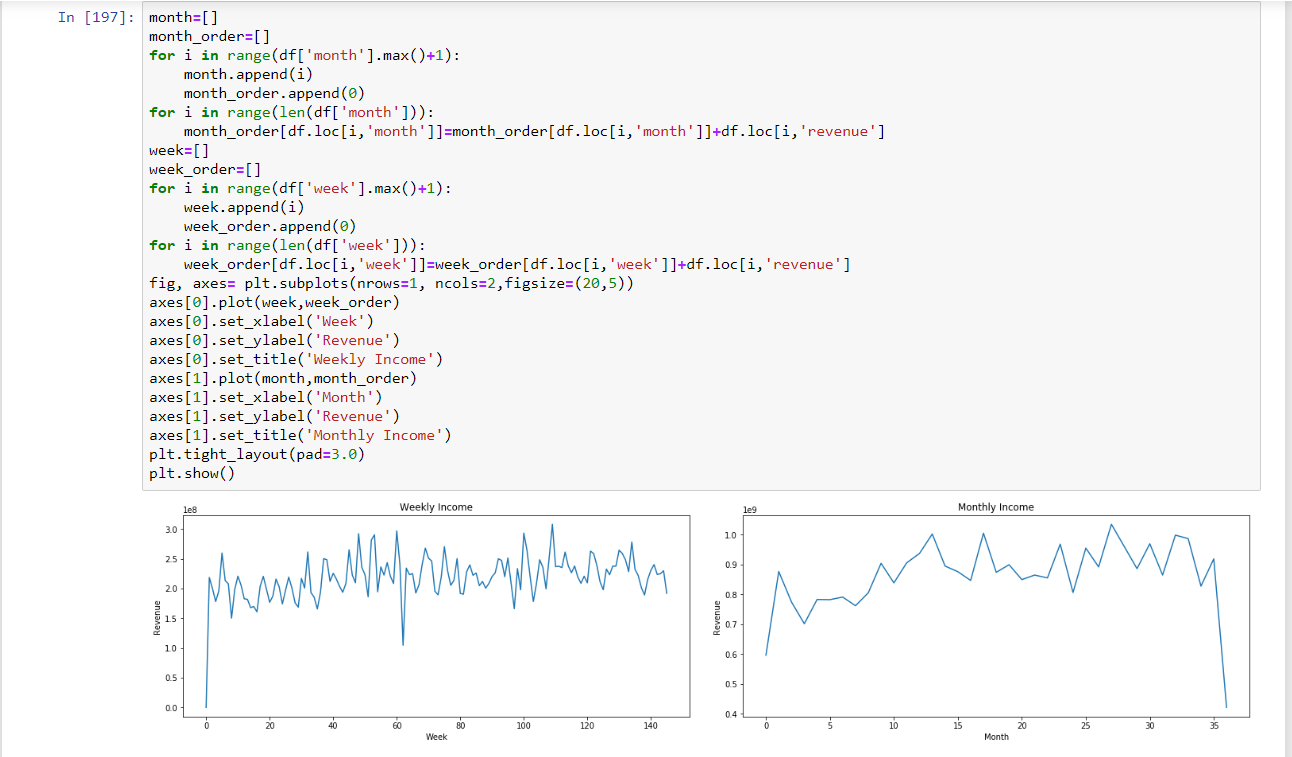 In [197]:
month=[]
month_order=[]
for i in range(df['month'].max()+1):
    month.append(i)
    month_order.append(0)
for i in range(len(df['month'])):
    month_order[df.loc[i,'month']]=month_order[df.loc[i,'month']]+df.loc[i,'revenue']
week=[]
week_order=[]
for i in range(df['week'].max()+1):
    week.append(i)
    week_order.append(0)
for i in range(len(df['week'])):
    week_order[df.loc[i,'week']]=week_order[df.loc[i,'week']]+df.loc[i,'revenue']
fig, axes= plt.subplots(nrows=1, ncols=2,figsize=(20,5))
axes[0].plot(week,week_order)
axes[0].set_xlabel('Week')
axes[0].set_ylabel('Revenue')
axes[0].set_title('Weekly Income')
axes[1].plot(month,month_order)
axes[1].set_xlabel('Month')
axes[1].set_ylabel('Revenue')
axes[1].set_title('Monthly Income')
plt.tight_layout(pad=3.0)
plt.show()
Weekly Income
1e8
3.0
2.5
2.0
1.5
1.0
0.5
0.0
Revenue
0 20 40 60 80 100 120 140
Week
Monthly Income
1e9
1.0
0.9
0.8
0.7
0.6
0.5
0.4
Revenue
0 5 10 15 20 25 30 35
Month